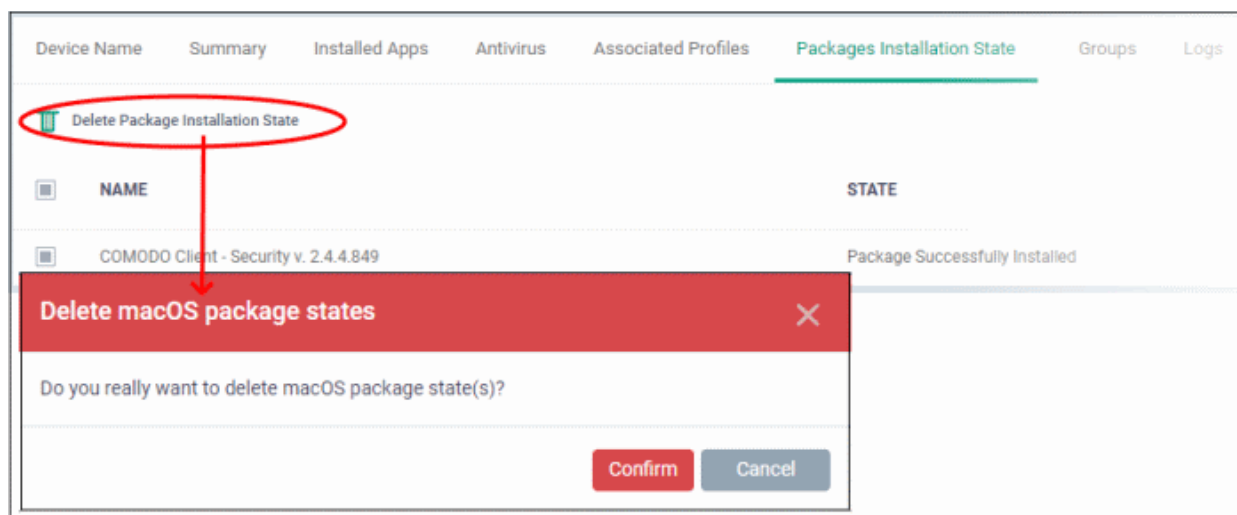 Device Name Summary Installed Apps Antivirus Associated Profiles Packages Installation State Groups Logs
Delete Package Installation State
NAME STATE
COMODO Client - Security v. 2.4.4.849 Package Successfully Installed
Delete macOS package states
Do you really want to delete macOS package state(s)?
Confirm Cancel